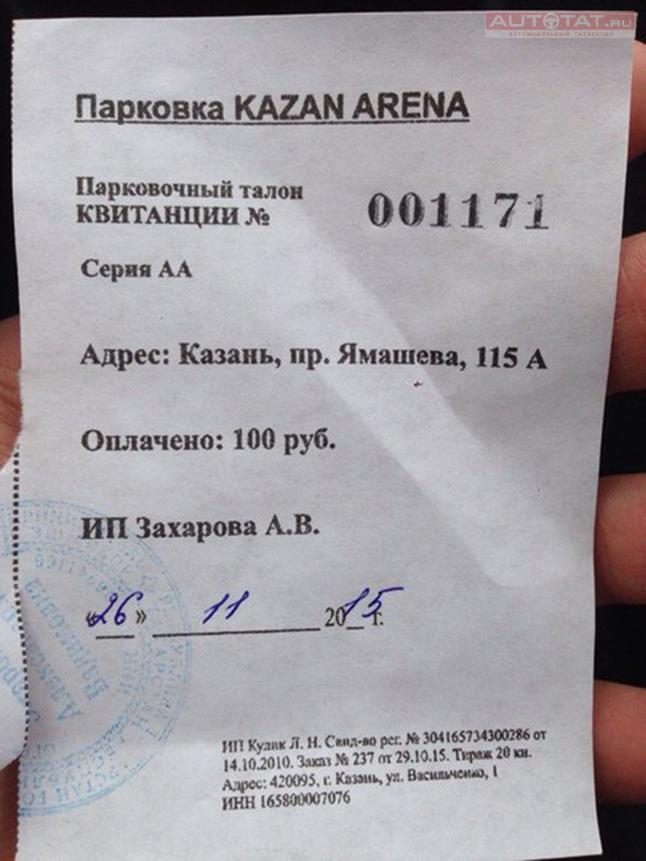 AUTOTAT.RU
АВТОМОБИЛЬНЫЙ ТАТАРСТАН
Парковка KAZAN ARENA
Парковочный талон
КВИТАНЦИИ № 001171
Серия АА
Адрес: Казань, пр. Ямашева, 115 А
Оплачено: 100 руб.
ИП Захарова А.В.
«26» 11 2015 г.
ИП Кулик Л. Н. Свид-во рег. № 304165734300286 от
14.10.2010. Заказ № 237 от 29.10.15. Тираж 20 кн.
Адрес: 420095, г. Казань, ул. Васильченко, 1
ИНН 165800007076